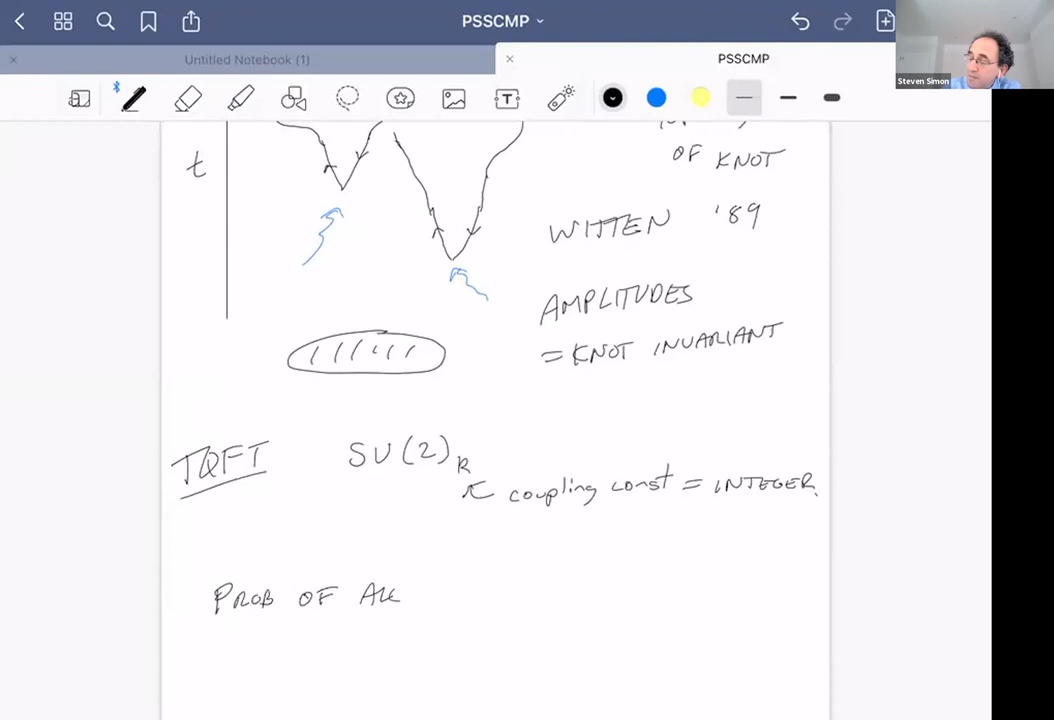 PSSCMP
Untitled Notebook (1)
PSSCMP
Steven Simon
t
OF KNOT
WITTEN '89
AMPLITUDES
= KNOT INVARIANT
TQFT SU(2)k
coupling const = INTEGER.
PROB OF ALL